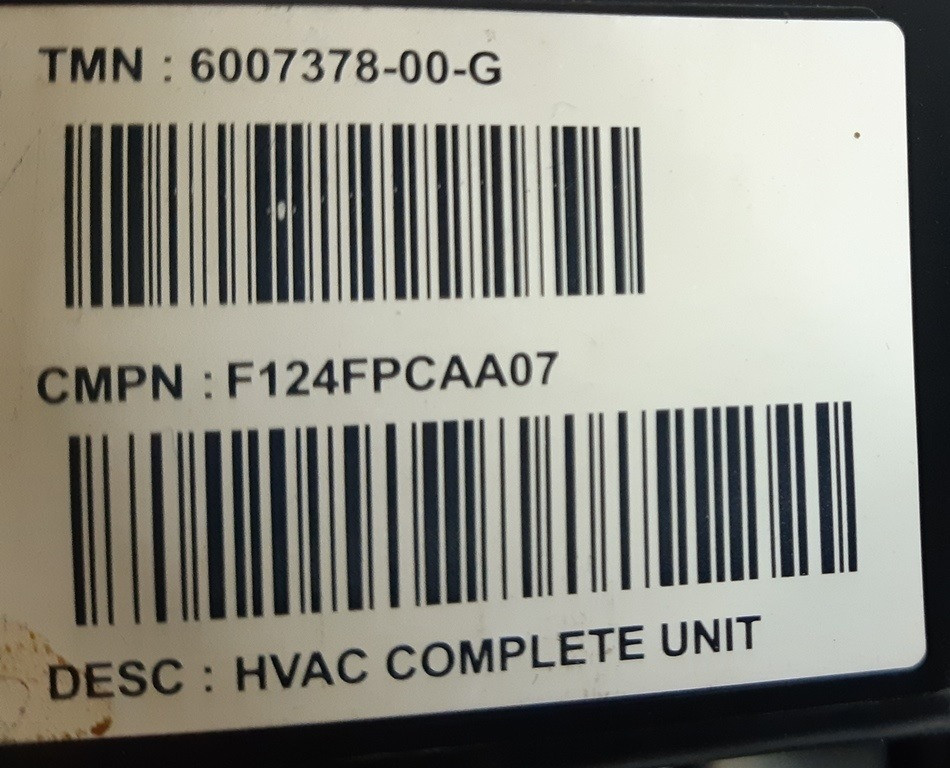 TMN : 6007378-00-G
CMPN : F124FPCAA07
DESC : HVAC COMPLETE UNIT